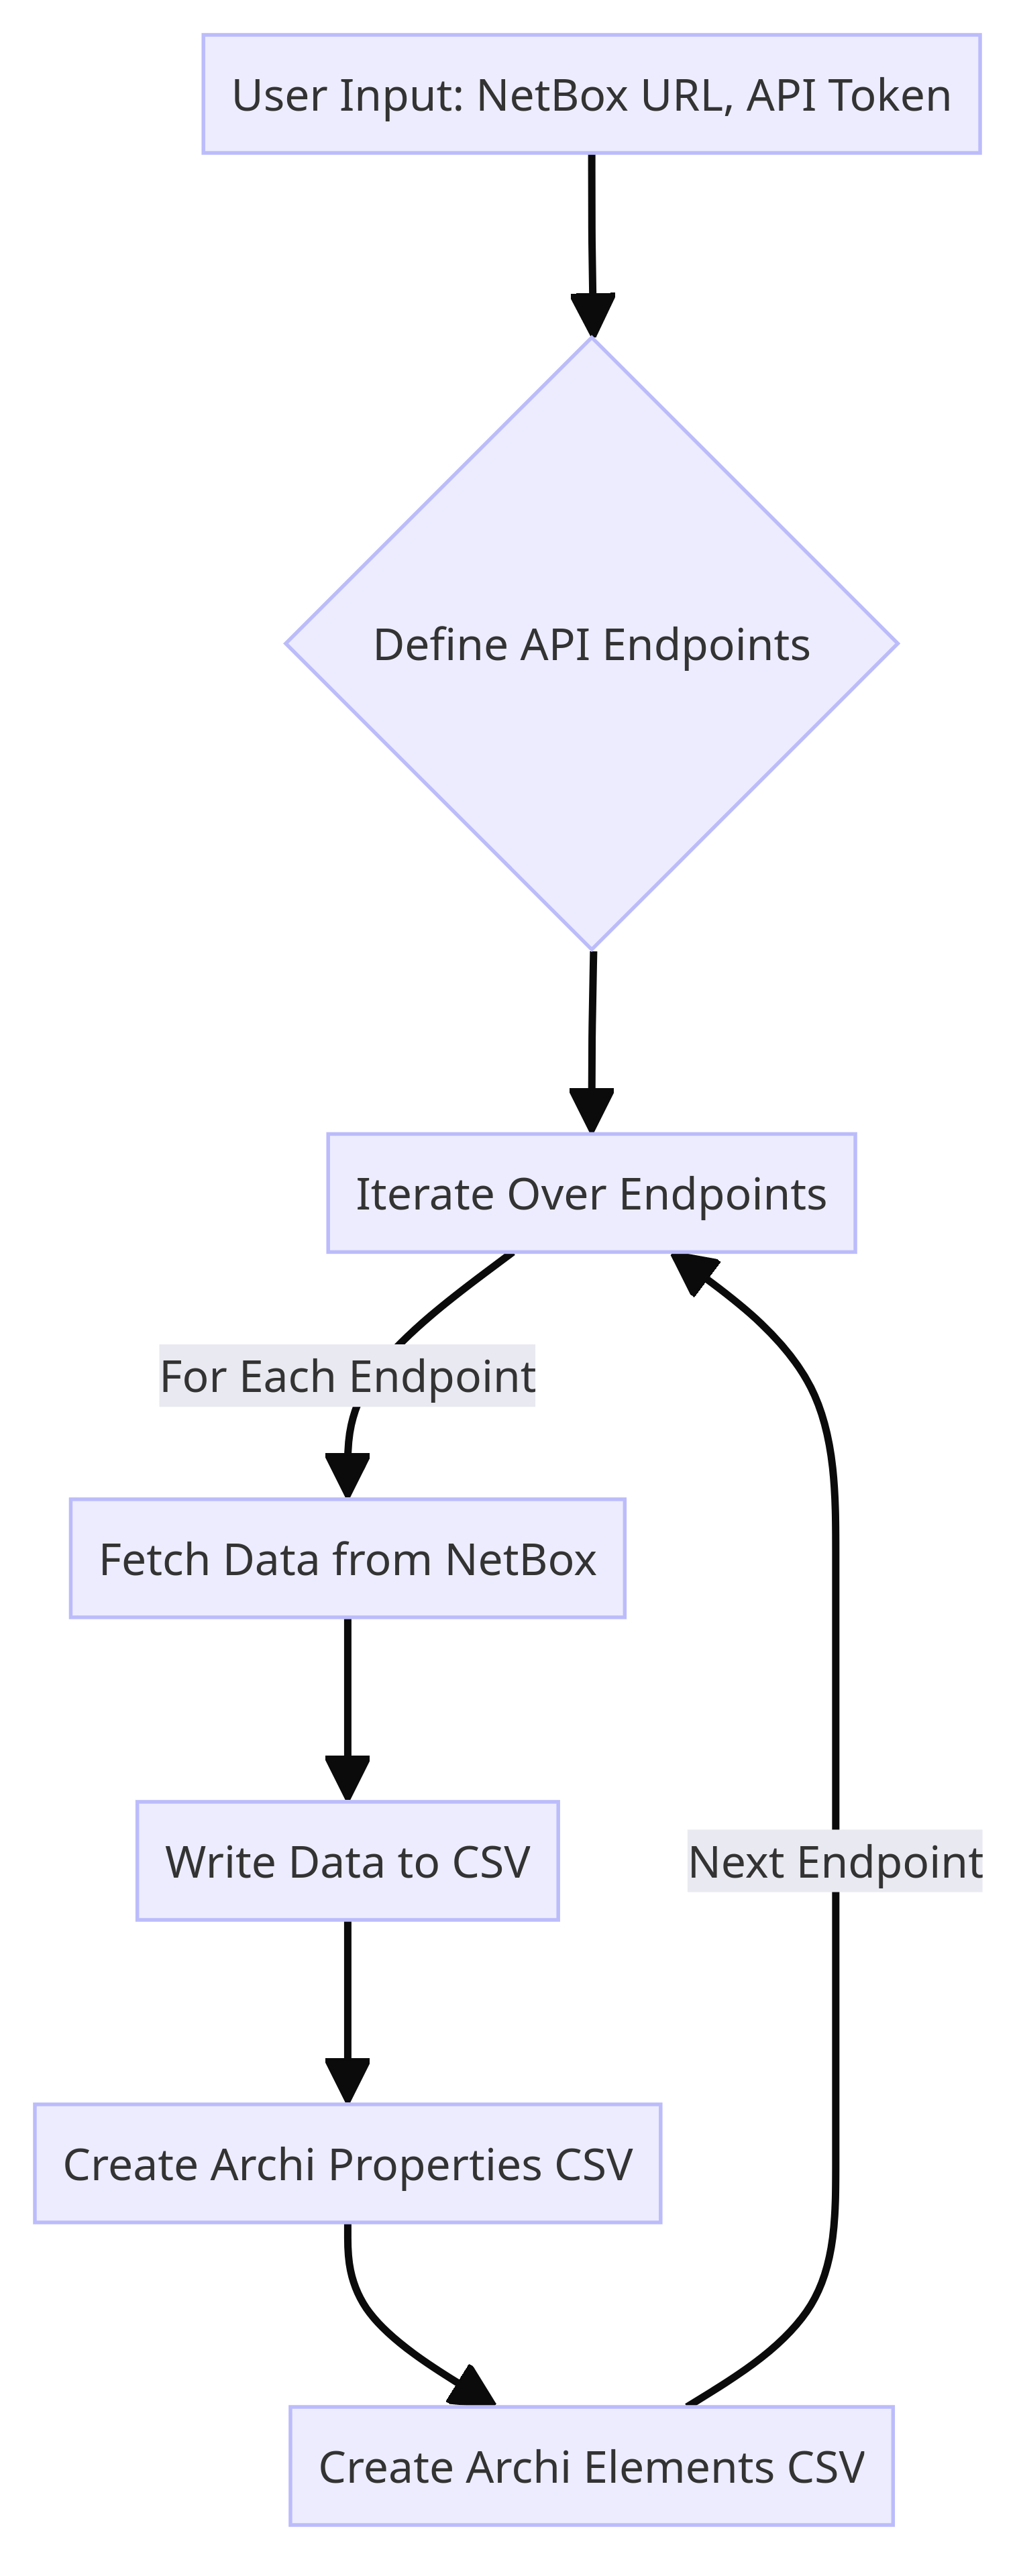 User Input: NetBox URL, API Token
Define API Endpoints
Iterate Over Endpoints
For Each Endpoint
Fetch Data from NetBox
Write Data to CSV
Next Endpoint
Create Archi Properties CSV
Create Archi Elements CSV